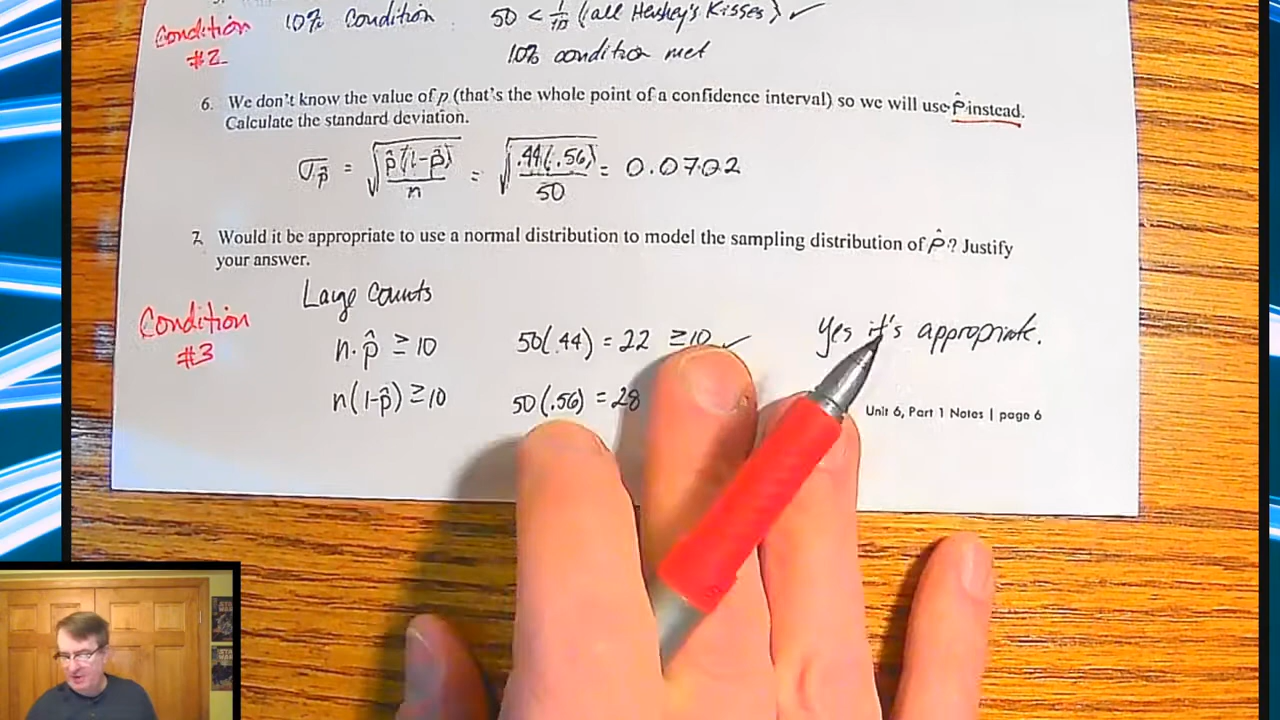 Condition 10% Condition 50 < 1/10 (all Hershey's Kisses) ✓
#2 10% condition met
6. We don't know the value of p (that's the whole point of a confidence interval) so we will use p̂ instead.
Calculate the standard deviation.
σp̂ = √(p̂(1-p̂)/n) = √(.44(.56)/50) = 0.0702
7. Would it be appropriate to use a normal distribution to model the sampling distribution of p̂? Justify
your answer.
Large Counts
Condition
#3
n·p̂ ≥ 10 50(.44) = 22 ≥10 ✓ Yes it's appropriate.
n(1-p̂) ≥ 10 50(.56) = 28
Unit 6, Part 1 Notes | page 6